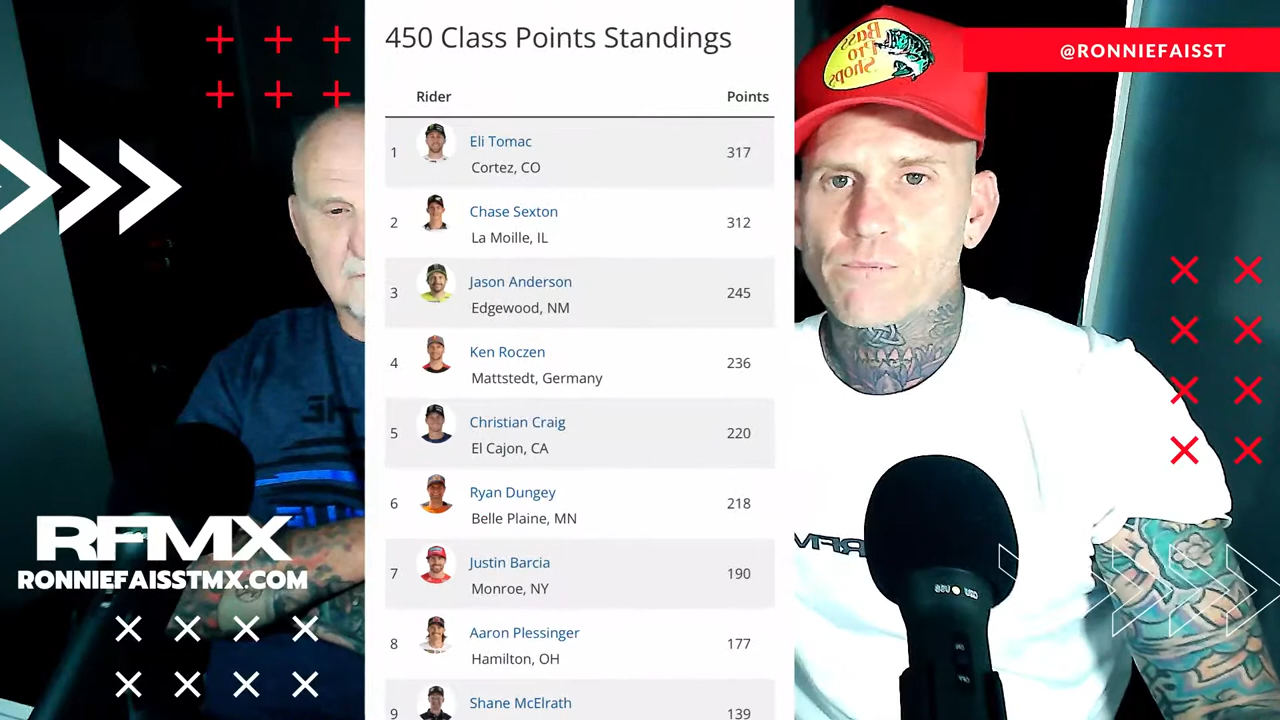 450 Class Points Standings
@RONNIEFAISST
Bass
Pro
Shops
Rider Points
1 Eli Tomac 317
Cortez, CO
2 Chase Sexton 312
La Moille, IL
3 Jason Anderson 245
Edgewood, NM
4 Ken Roczen 236
Mattstedt, Germany
5 Christian Craig 220
El Cajon, CA
6 Ryan Dungey 218
Belle Plaine, MN
7 Justin Barcia 190
Monroe, NY
8 Aaron Plessinger 177
Hamilton, OH
9 Shane McElrath 139
RFMX
RONNIEFAISSTMX.COM